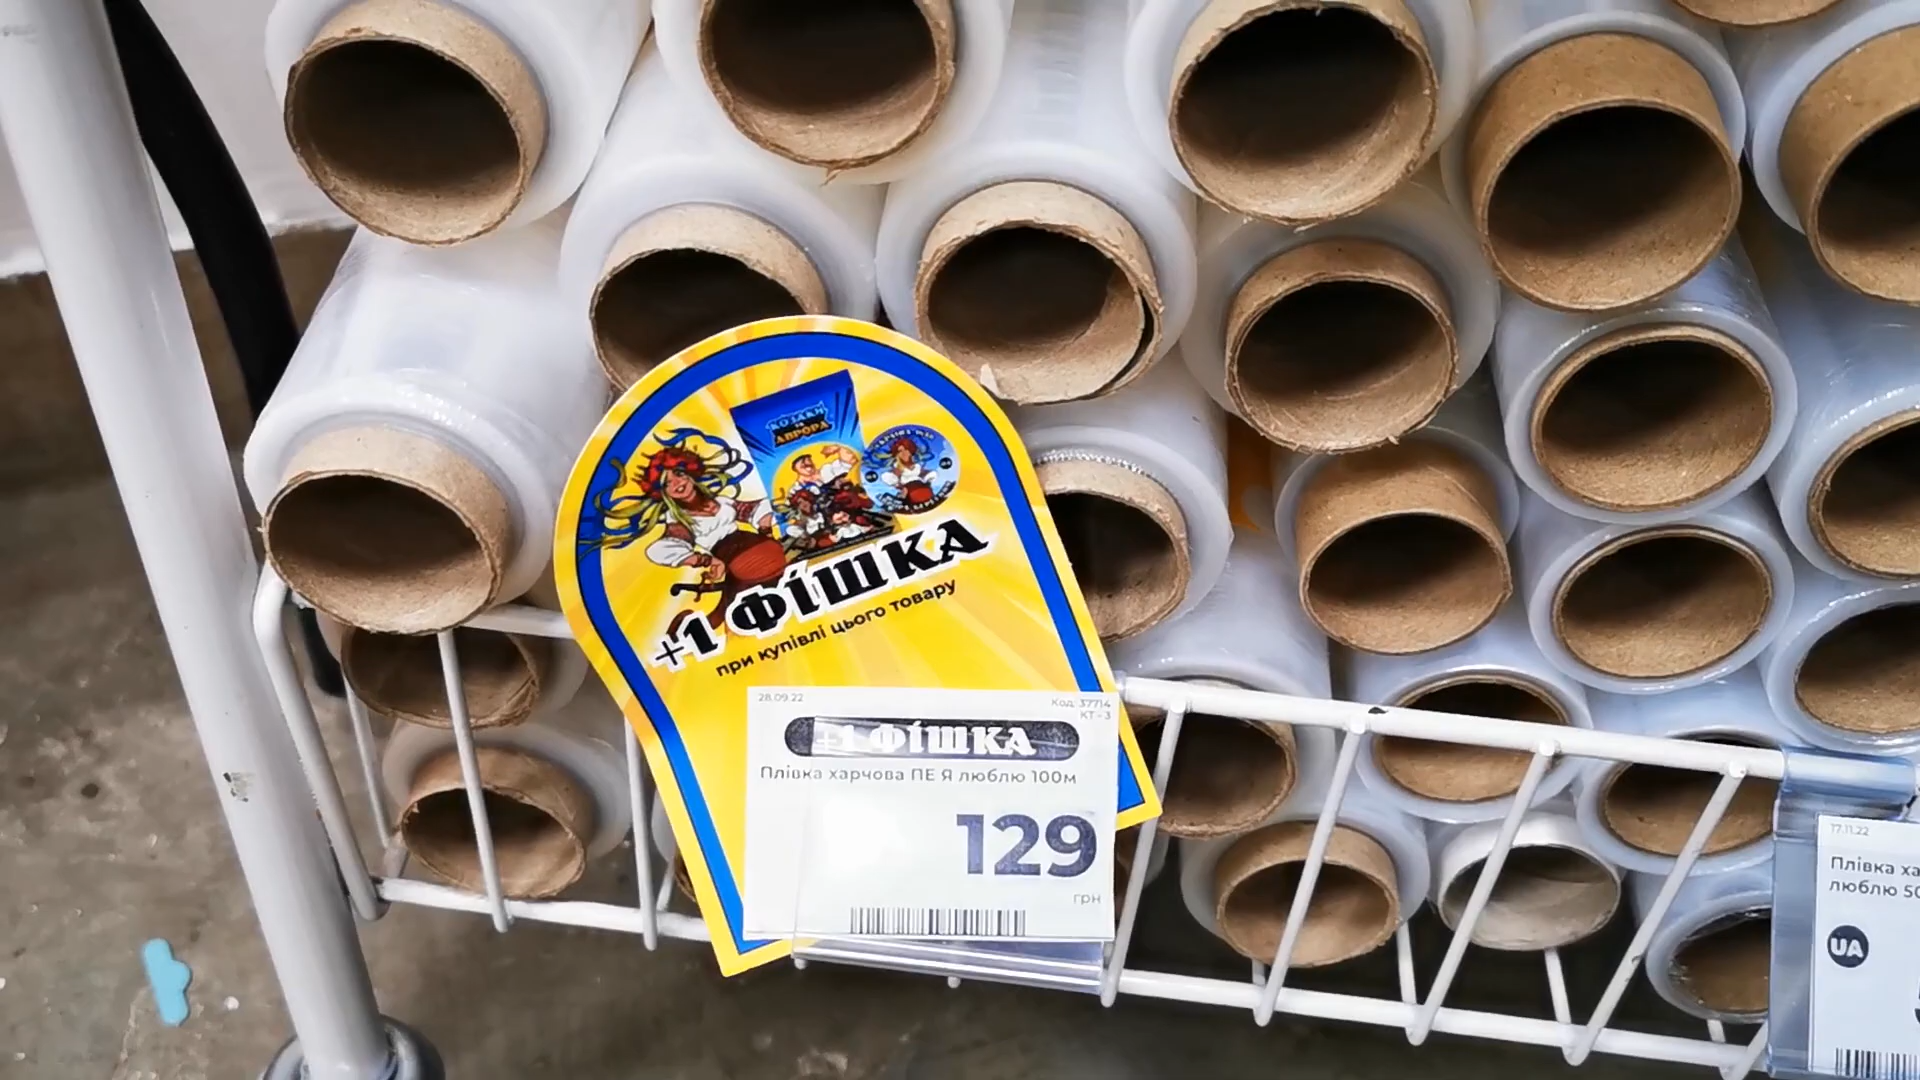 КОЗАКИ
та
АВРОРА
+1 ФІШКА
при купівлі цього товару
28.09.22
Код: 37714
КТ - 3
+1 ФІШКА
Плівка харчова ПЕ Я люблю 100м
129
грн
17.11.22
Плівка ха
люблю 50
UA